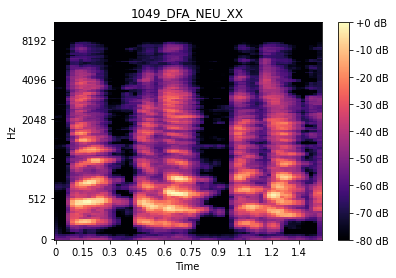 1049_DFA_NEU_XX
+0 dB
8192
-10 dB
4096
-20 dB
-30 dB
2048
Hz
-40 dB
1024
-50 dB
512
-60 dB
-70 dB
0
-80 dB
0 0.15 0.3 0.45 0.6 0.75 0.9 1.1 1.2 1.4
Time